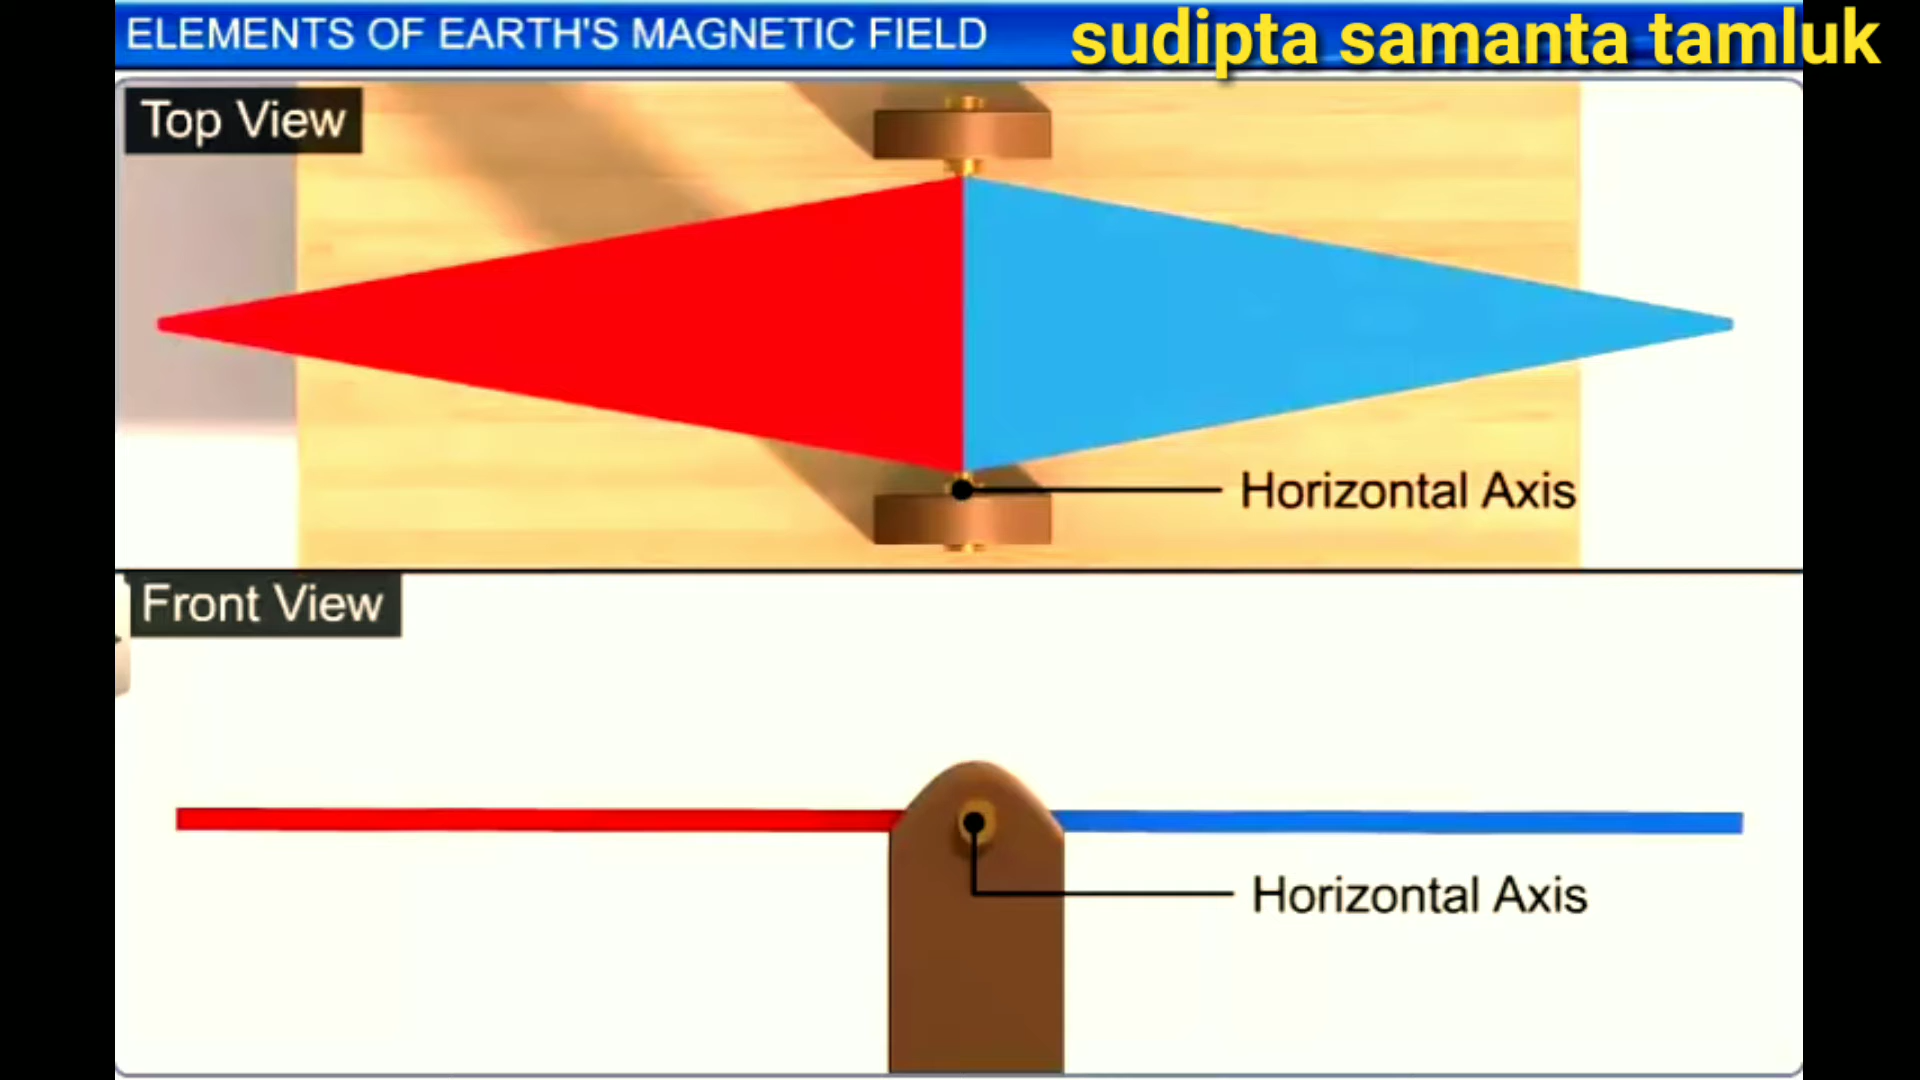 ELEMENTS OF EARTH'S MAGNETIC FIELD
sudipta samanta tamluk
Top View
Horizontal Axis
Front View
Horizontal Axis